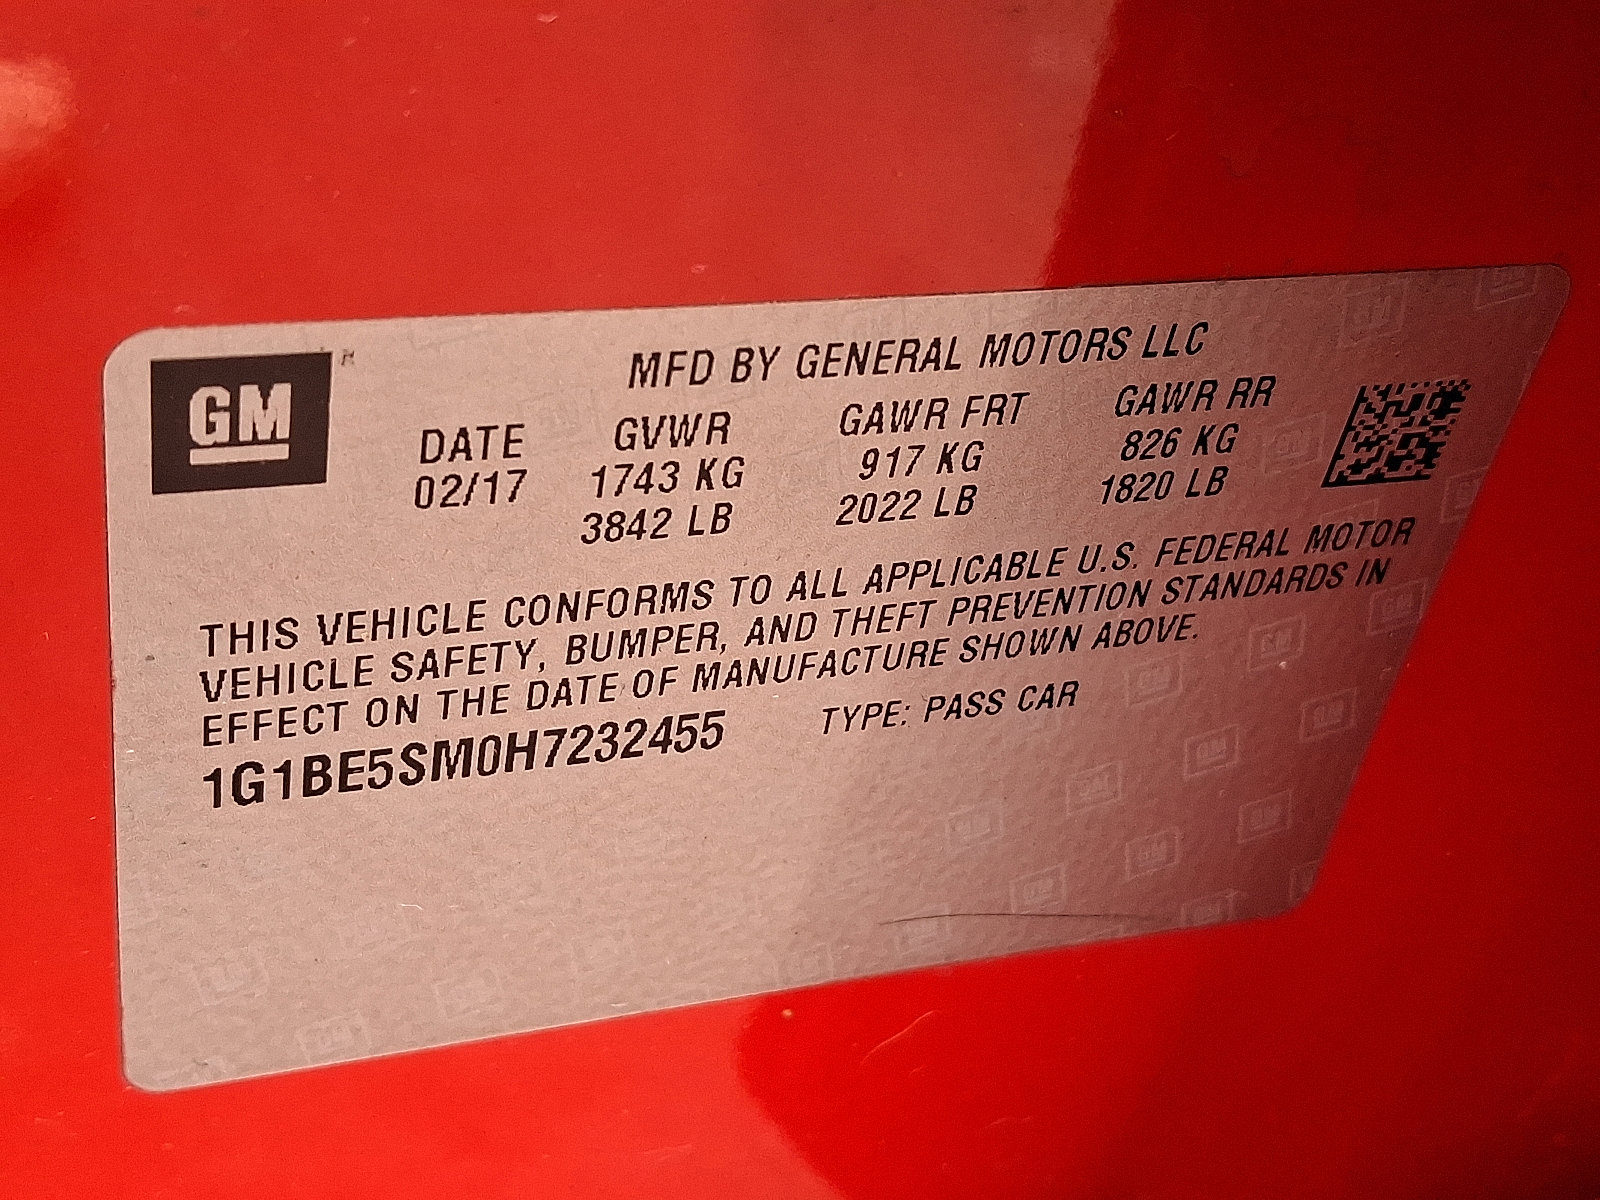 GM
MFD BY GENERAL MOTORS LLC
DATE GVWR GAWR FRT GAWR RR
02/17 1743 KG 917 KG 826 KG
3842 LB 2022 LB 1820 LB
THIS VEHICLE CONFORMS TO ALL APPLICABLE U.S. FEDERAL MOTOR
VEHICLE SAFETY, BUMPER, AND THEFT PREVENTION STANDARDS IN
EFFECT ON THE DATE OF MANUFACTURE SHOWN ABOVE.
1G1BE5SM0H7232455 TYPE: PASS CAR